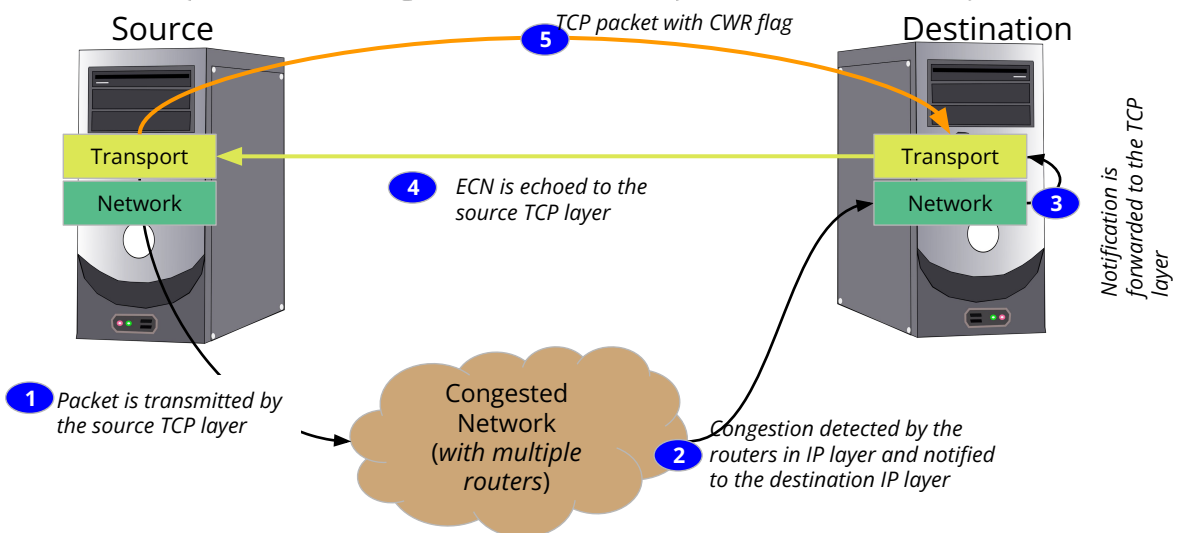 TCP packet with CWR flag
Source
5
Destination
Transport
Network
4
ECN is echoed to the
source TCP layer
Transport
Network
3
Notification is
forwarded to the TCP
layer
1
Packet is transmitted by
the source TCP layer
Congested
Network
(with multiple
routers)
2
Congestion detected by the
routers in IP layer and notified
to the destination IP layer